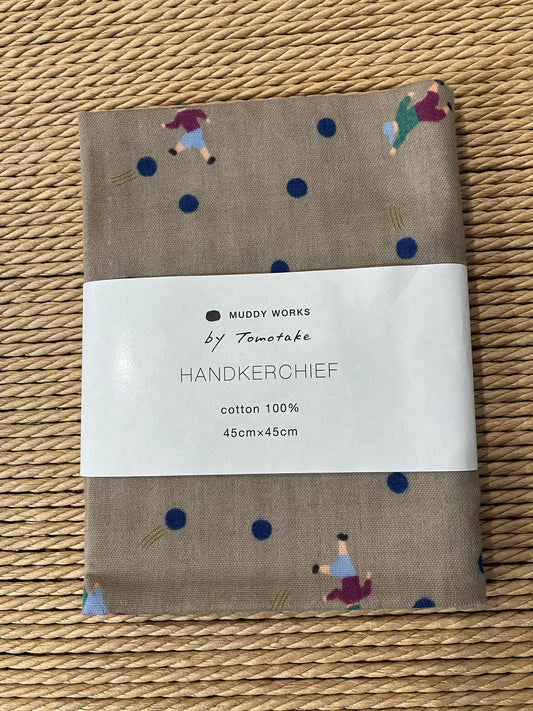 MUDDY WORKS
by Tomotake
HANDKERCHIEF
cotton 100%
45cm×45cm